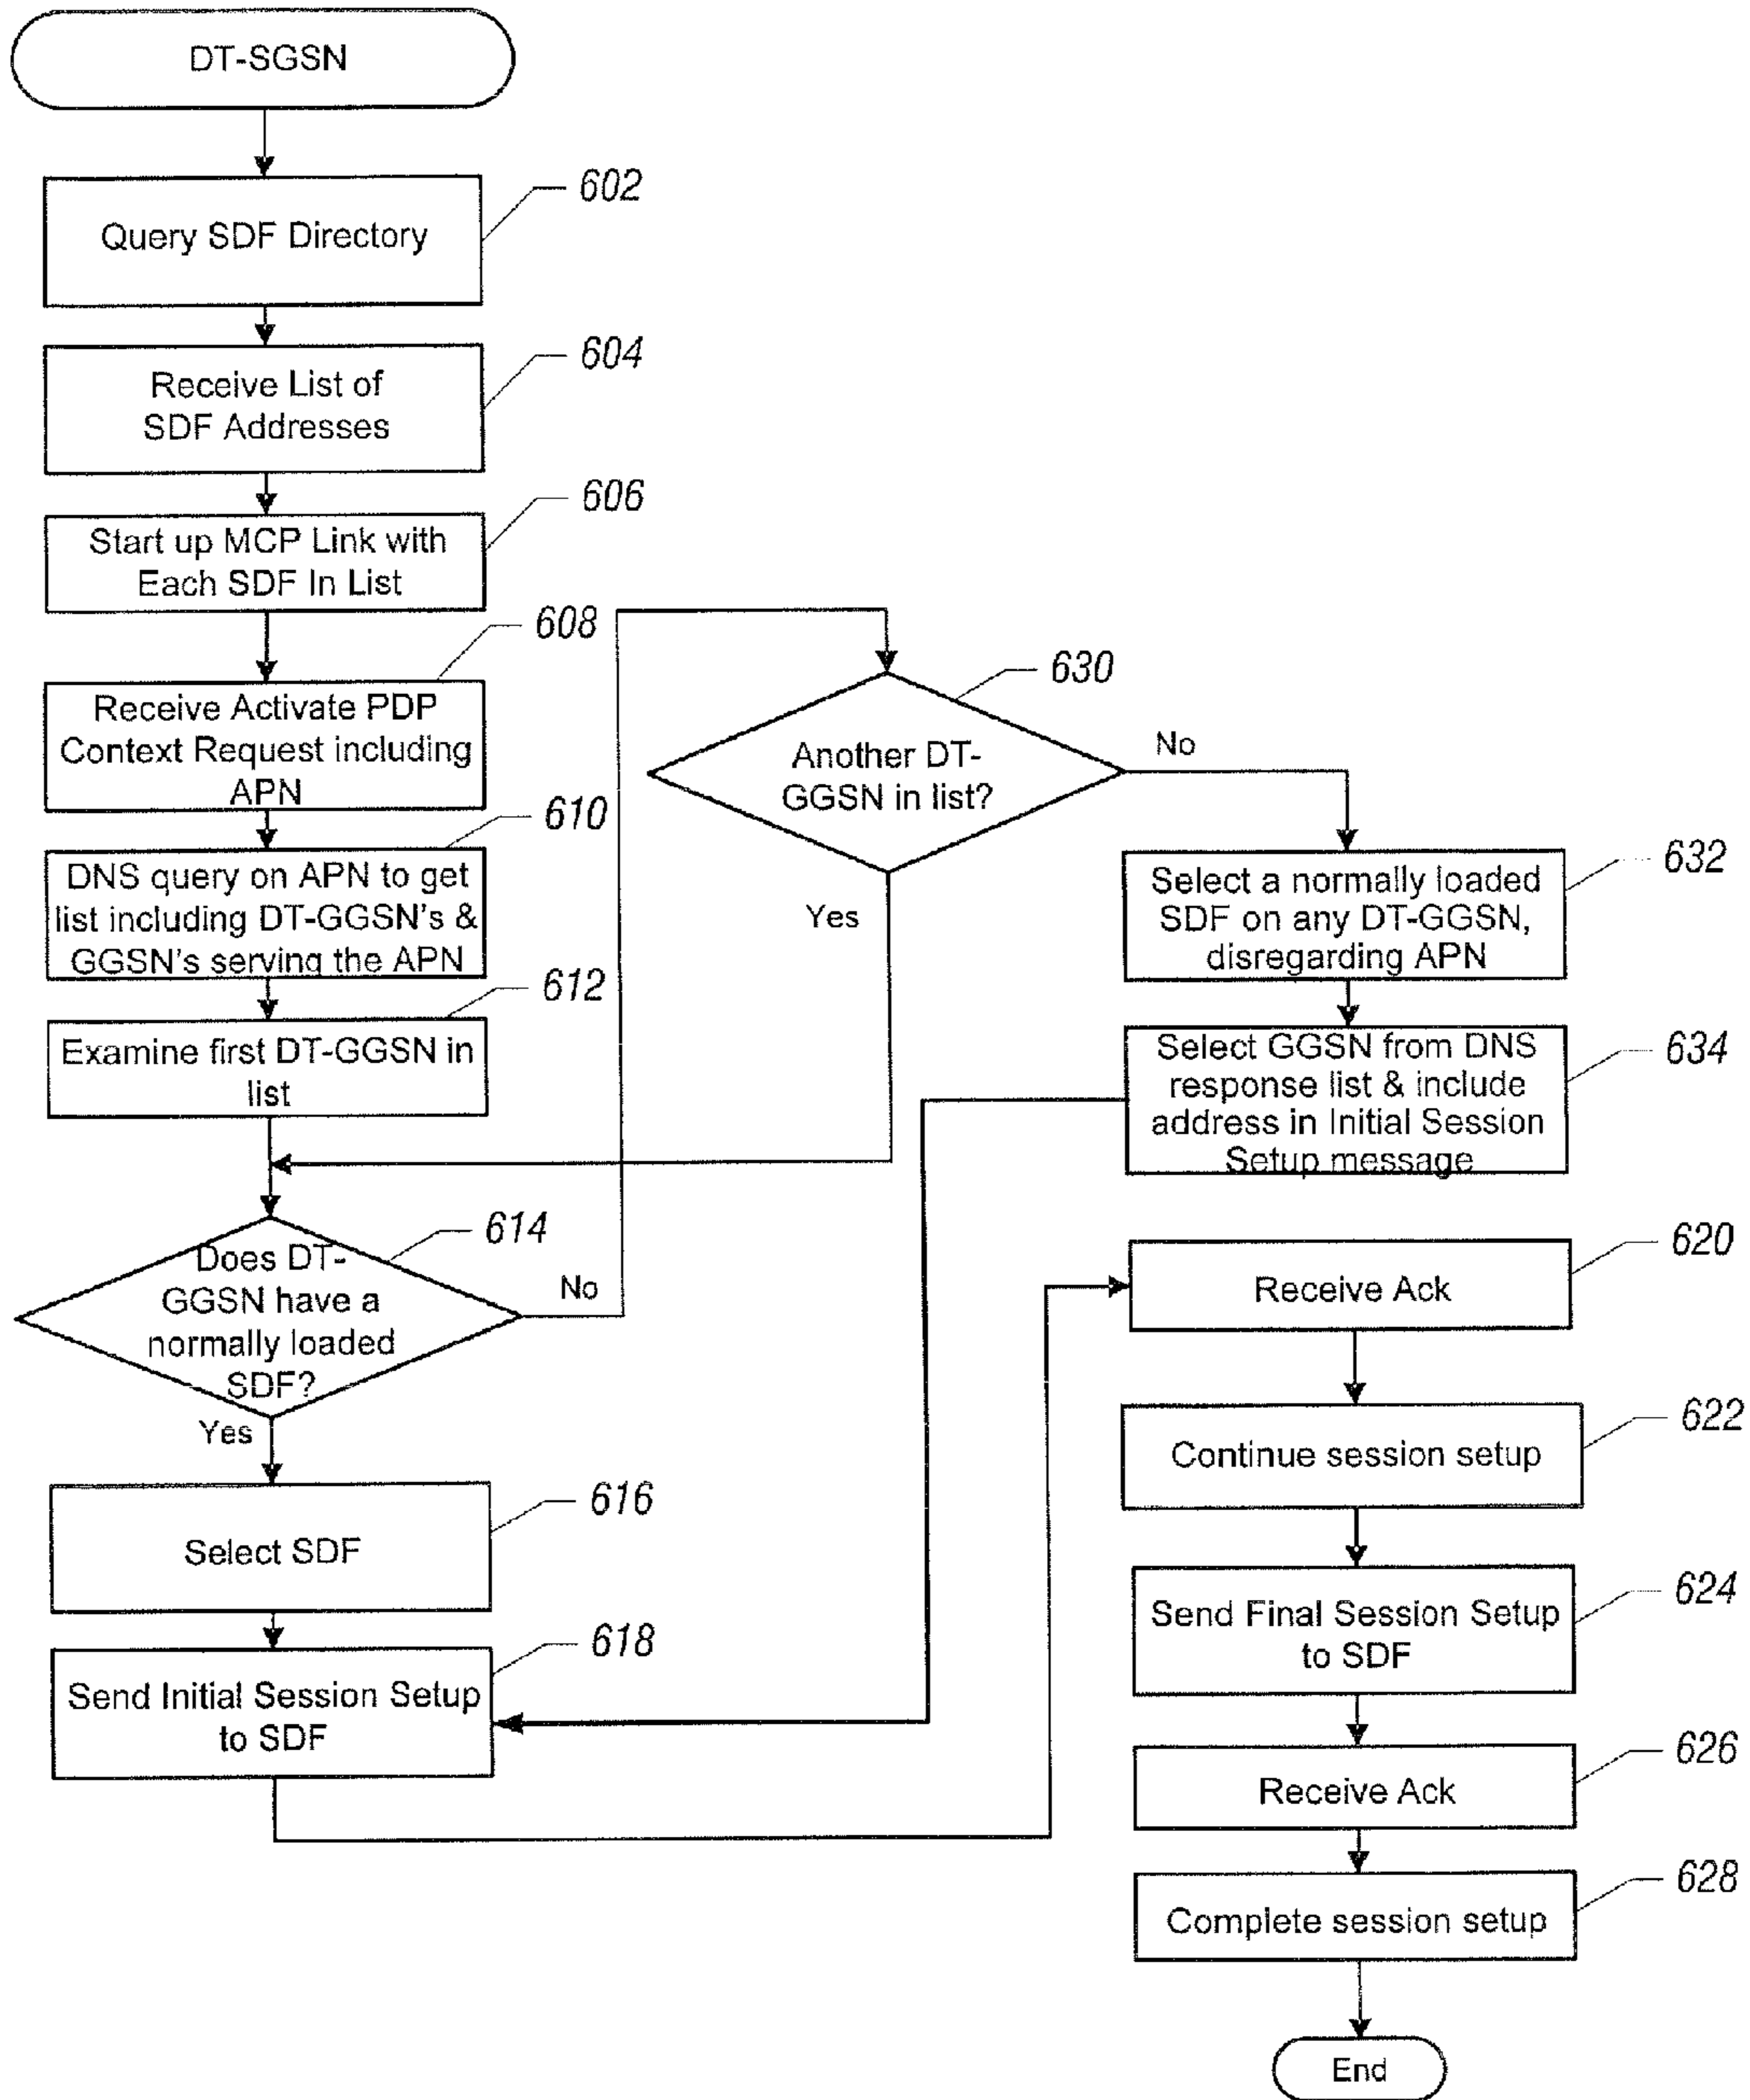 DT-SGSN
602
Query SDF Directory
604
Receive List of
SDF Addresses
606
Start up MCP Link with
Each SDF In List
608
Receive Activate PDP
Context Request including
APN
610
DNS query on APN to get
list including DT-GGSN's &
GGSN's serving the APN
612
Examine first DT-GGSN in
list
614
Does DT-
GGSN have a
normally loaded
SDF?
No
Yes
616
Select SDF
618
Send Initial Session Setup
to SDF
630
Another DT-
GGSN in list?
No
Yes
632
Select a normally loaded
SDF on any DT-GGSN,
disregarding APN
634
Select GGSN from DNS
response list & include
address in Initial Session
Setup message
620
Receive Ack
622
Continue session setup
624
Send Final Session Setup
to SDF
626
Receive Ack
628
Complete session setup
End